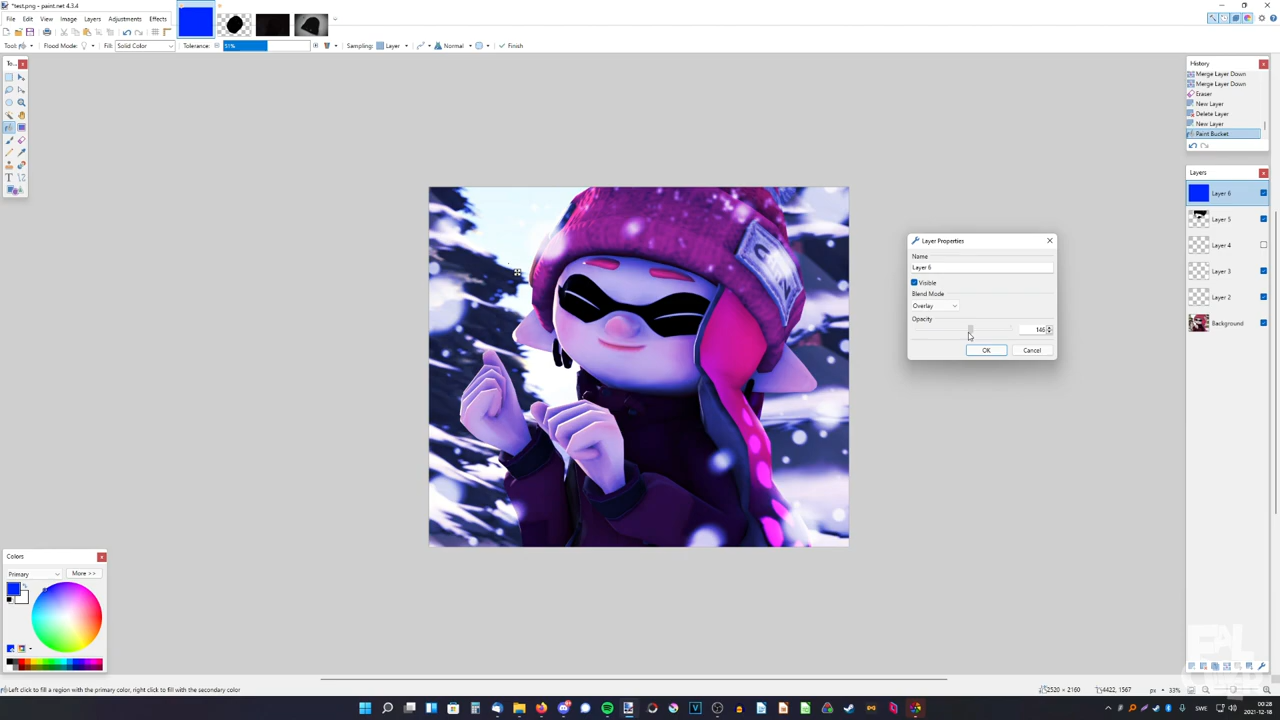 *test.png - paint.net 4.3.4
File Edit View Image Layers Adjustments Effects
Tool: Flood Mode: Fill: Solid Color Tolerance: 51% Sampling: Layer Normal Finish
To...
History
Merge Layer Down
Merge Layer Down
Eraser
New Layer
Delete Layer
New Layer
Paint Bucket
Layers
Layer 6
Layer 5
Layer 4
Layer 3
Layer 2
Background
Layer Properties
Name
Layer 6
Visible
Blend Mode
Overlay
Opacity
146
OK Cancel
Colors
Primary More >>
Left click to fill a region with the primary color, right click to fill with the secondary color
2520 × 2160 4422, 1567 px 33%
SWE 00:28
2021-12-18